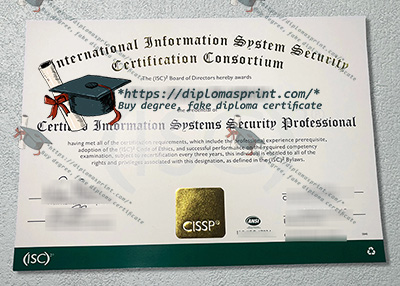 International Information System Security
Certification Consortium
The (ISC)² Board of Directors hereby awards
*https://diplomasprint.com/*
Buy degree, fake diploma certificate
Information Systems Security Professional
having met all of the certification requirements, which include the professional experience prerequisite,
adoption of the (ISC)² Code of Ethics, and successful performance on the required competency
examination, subject to recertification every three years, this individual is entitled to all of the
rights and privileges associated with this designation, as defined in the (ISC)² Bylaws.
CISSP®
ANSI
(ISC)²